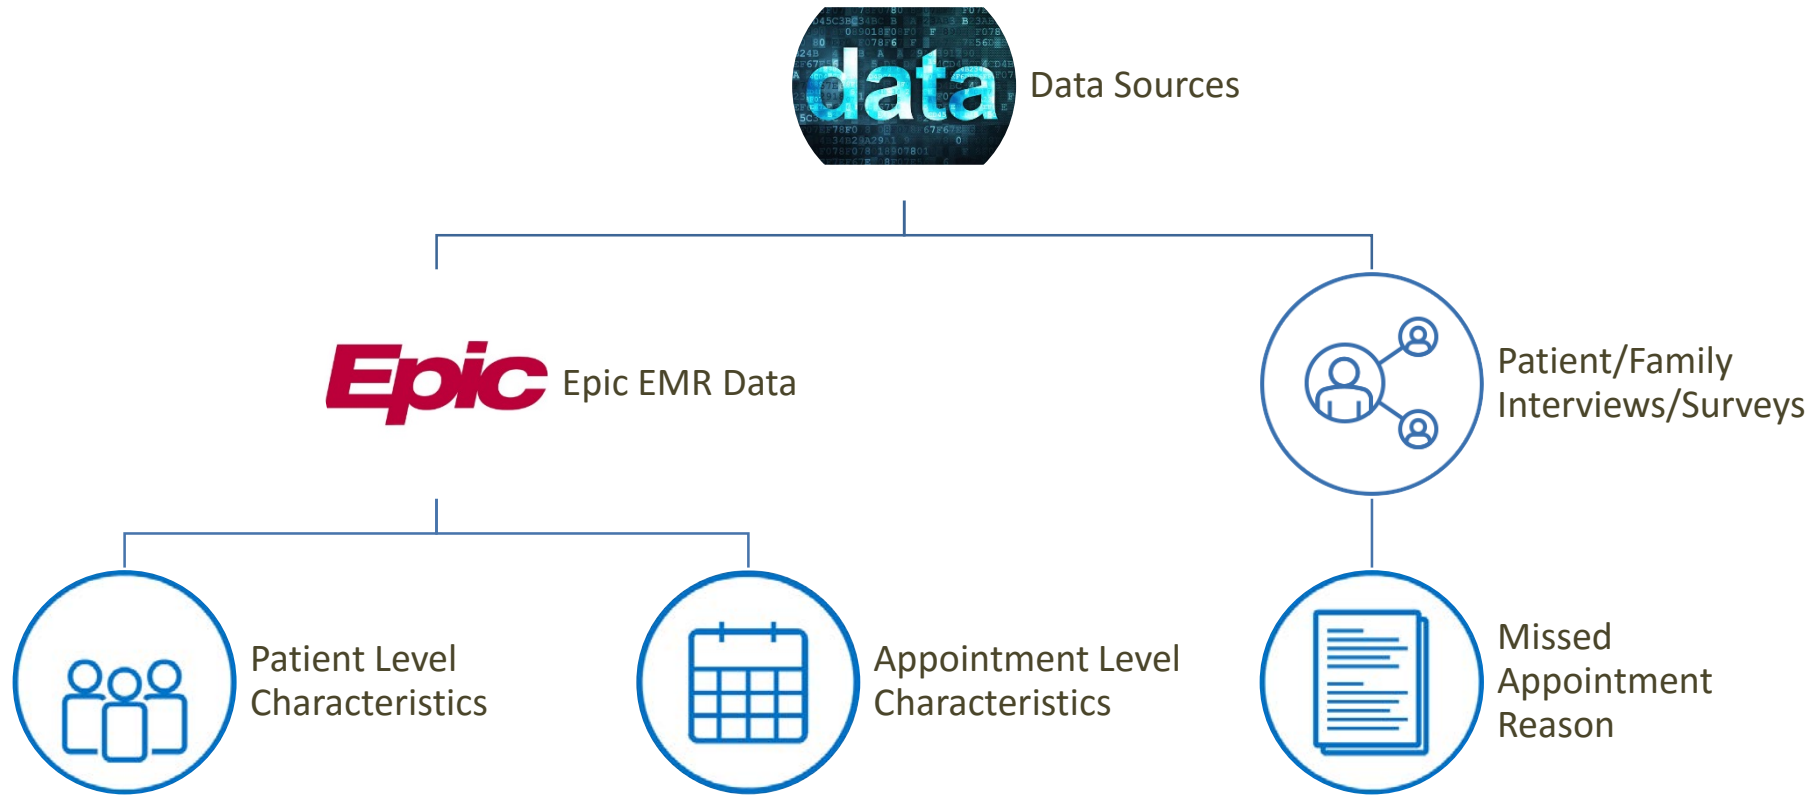 data
Data Sources
Epic
Epic EMR Data
Patient/Family
Interviews/Surveys
Patient Level
Characteristics
Appointment Level
Characteristics
Missed
Appointment
Reason